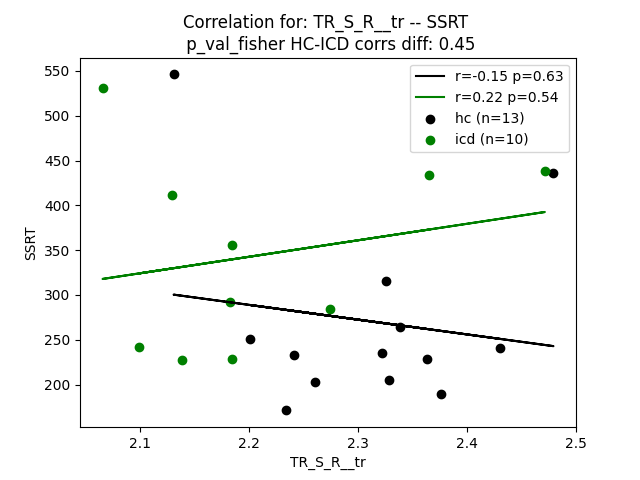 Correlation for: TR_S_R__tr -- SSRT
p_val_fisher HC-ICD corrs diff: 0.45
r=-0.15 p=0.63
r=0.22 p=0.54
hc (n=13)
icd (n=10)
SSRT
550
500
450
400
350
300
250
200
2.1 2.2 2.3 2.4 2.5
TR_S_R__tr